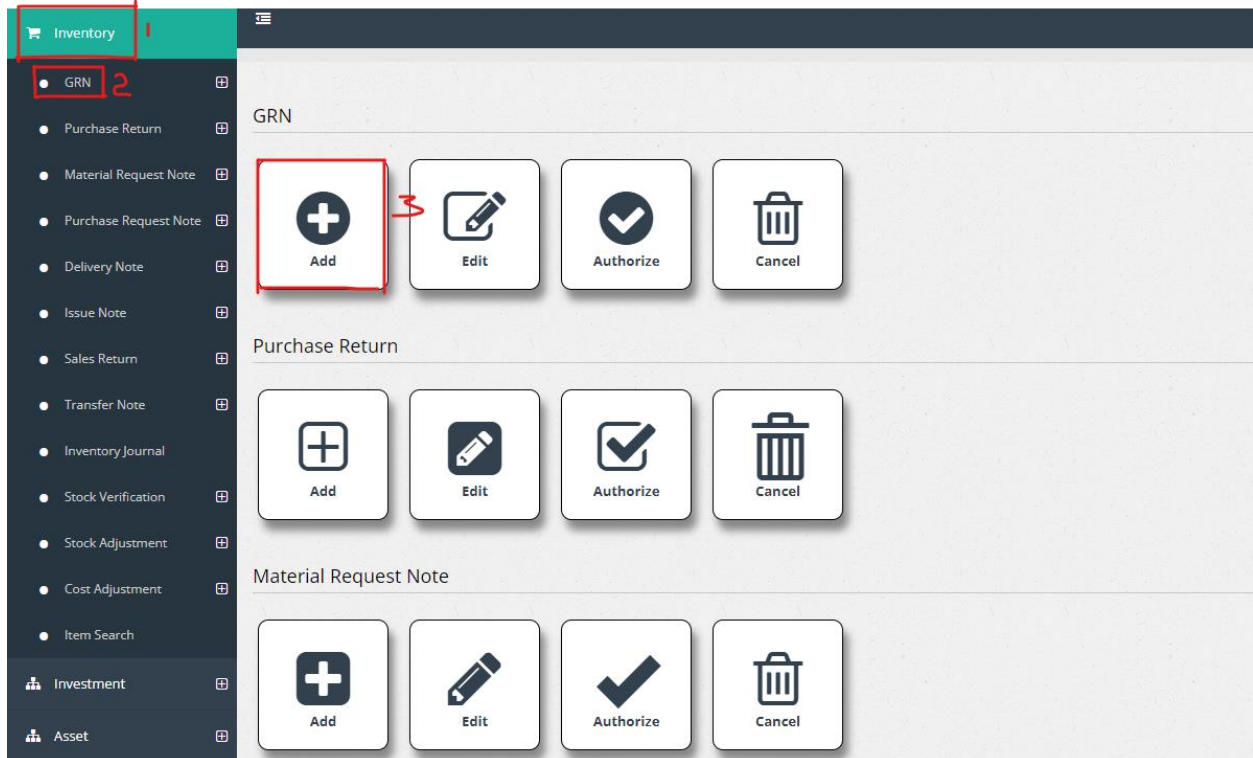 Inventory 1
GRN 2
Purchase Return
Material Request Note
Purchase Request Note
Delivery Note
Issue Note
Sales Return
Transfer Note
Inventory Journal
Stock Verification
Stock Adjustment
Cost Adjustment
Item Search
Investment
Asset
GRN
Add 3 Edit Authorize Cancel
Purchase Return
Add Edit Authorize Cancel
Material Request Note
Add Edit Authorize Cancel